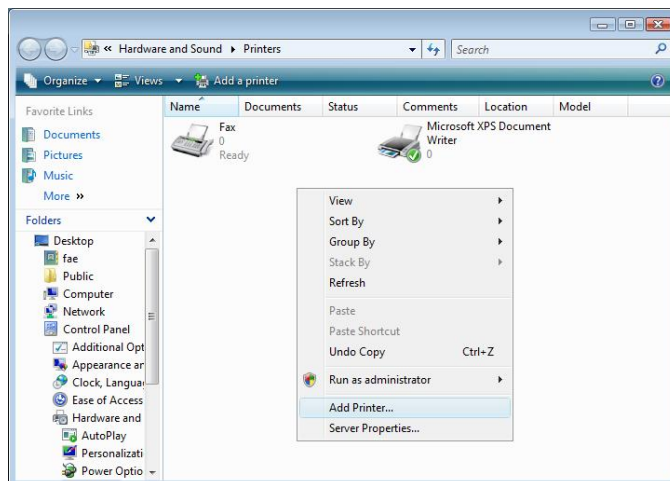 « Hardware and Sound Printers
Search
Organize Views Add a printer
Favorite Links
Documents
Pictures
Music
More »
Folders
Desktop
fae
Public
Computer
Network
Control Panel
Additional Opt
Appearance ar
Clock, Languag
Ease of Access
Hardware and
AutoPlay
Personalizati
Power Optio
Name Documents Status Comments Location Model
Fax
0
Ready
Microsoft XPS Document
Writer
0
View
Sort By
Group By
Stack By
Refresh
Paste
Paste Shortcut
Undo Copy Ctrl+Z
Run as administrator
Add Printer...
Server Properties...